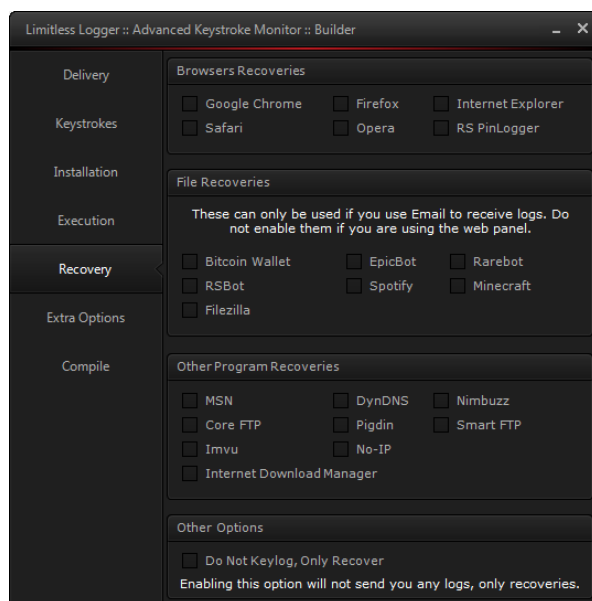 Limitless Logger :: Advanced Keystroke Monitor :: Builder
Delivery
Keystrokes
Installation
Execution
Recovery
Extra Options
Compile
Browsers Recoveries
Google Chrome Firefox Internet Explorer
Safari Opera RS PinLogger
File Recoveries
These can only be used if you use Email to receive logs. Do
not enable them if you are using the web panel.
Bitcoin Wallet EpicBot Rarebot
RSBot Spotify Minecraft
Filezilla
Other Program Recoveries
MSN DynDNS Nimbuzz
Core FTP Pigdin Smart FTP
Imvu No-IP
Internet Download Manager
Other Options
Do Not Keylog, Only Recover
Enabling this option will not send you any logs, only recoveries.